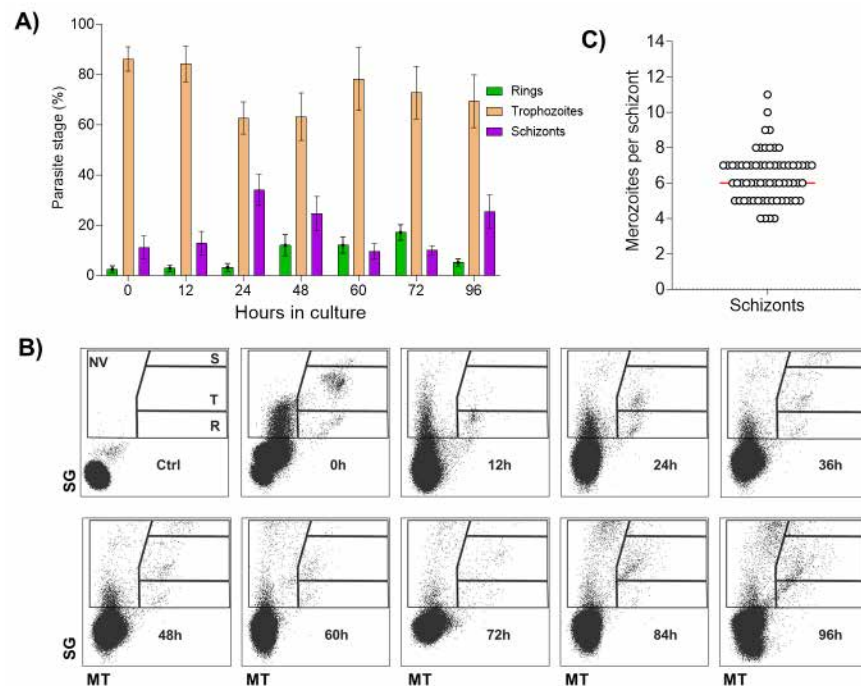 A)
100
80
60
40
20
0
Parasite stage (%)
0 12 24 48 60 72 96
Hours in culture
Rings
Trophozoites
Schizonts
C)
14
12
10
8
6
4
2
0
Merozoites per schizont
Schizonts
B)
NV S
T
R
Ctrl 0h 12h 24h 36h
SG
48h 60h 72h 84h 96h
SG
MT MT MT MT MT